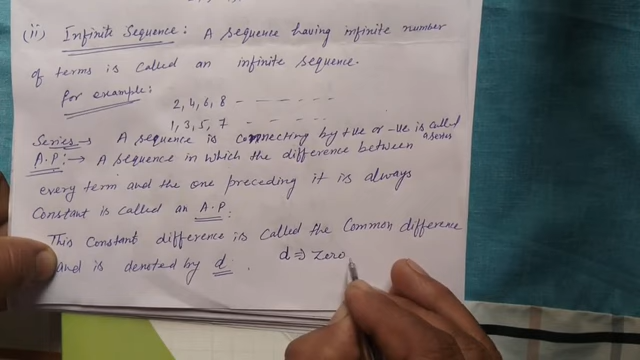 (ii) Infinite Sequence: A sequence having infinite number
of terms is called an infinite sequence.
for example:
2, 4, 6, 8 - - - - - - -
1, 3, 5, 7 - - - - - - -
Series → A sequence is connecting by +ve or -ve is called a series
A.P: → A sequence in which the difference between
every term and the one preceding it is always
Constant is called an A.P.
This Constant difference is called the Common difference
and is denoted by d. d ⇒ Zero